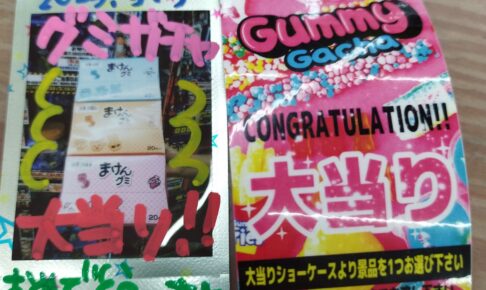 グミガチャ
まけんグミ
まけんグミ
20
まけんグミ
20
大当り!!
Gummy
Gacha
CONGRATULATION!!
大当り
大当りショーケースより景品を1つお選び下さい